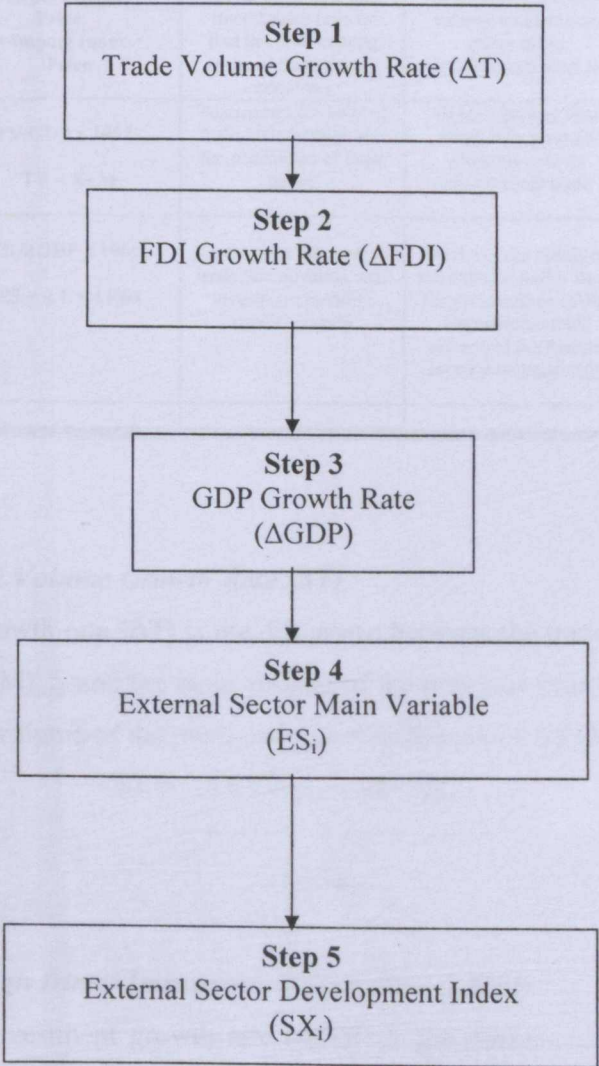 Step 1
Trade Volume Growth Rate (ΔT)
Step 2
FDI Growth Rate (ΔFDI)
Step 3
GDP Growth Rate
(ΔGDP)
Step 4
External Sector Main Variable
(ESᵢ)
Step 5
External Sector Development Index
(SXᵢ)